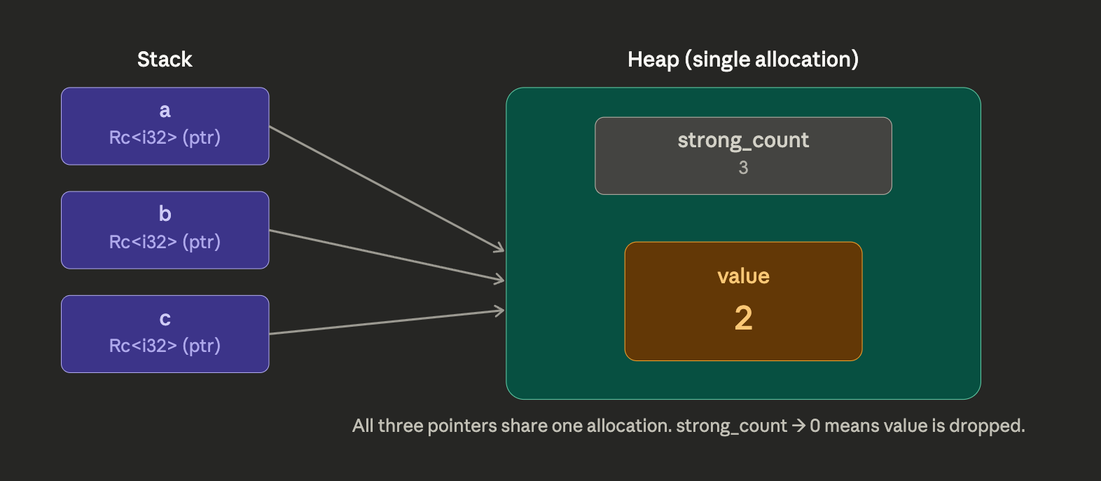 Stack
Heap (single allocation)
a
Rc<i32> (ptr)
b
Rc<i32> (ptr)
c
Rc<i32> (ptr)
strong_count
3
value
2
All three pointers share one allocation. strong_count → 0 means value is dropped.